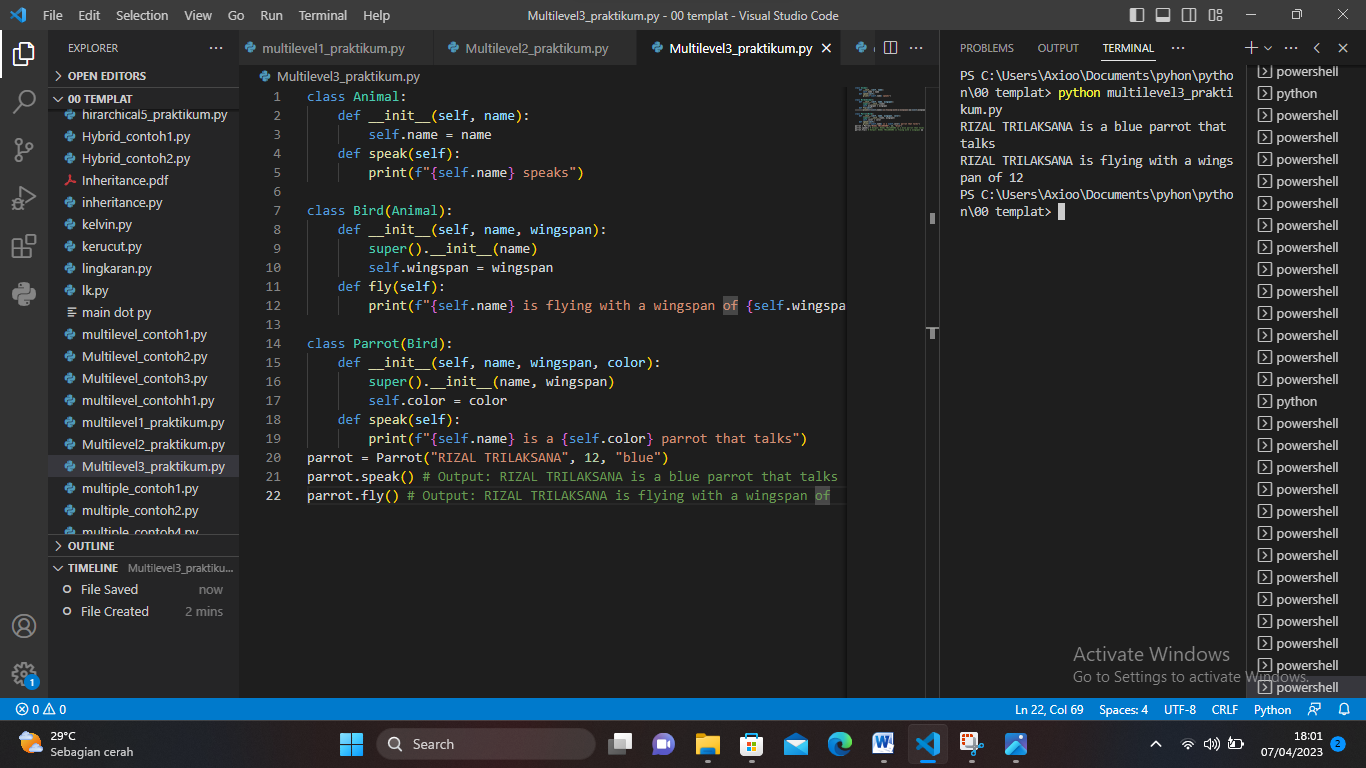 File Edit Selection View Go Run Terminal Help
Multilevel3_praktikum.py - 00 templat - Visual Studio Code
EXPLORER
OPEN EDITORS
00 TEMPLAT
hirarchical5_praktikum.py
Hybrid_contoh1.py
Hybrid_contoh2.py
Inheritance.pdf
inheritance.py
kelvin.py
kerucut.py
lingkaran.py
lk.py
main dot py
multilevel_contoh1.py
Multilevel_contoh2.py
Multilevel_contoh3.py
multilevel_contohh1.py
multilevel1_praktikum.py
Multilevel2_praktikum.py
Multilevel3_praktikum.py
multiple_contoh1.py
multiple_contoh2.py
multiple_contoh4.py
OUTLINE
TIMELINE Multilevel3_praktiku...
File Saved now
File Created 2 mins
multilevel1_praktikum.py Multilevel2_praktikum.py Multilevel3_praktikum.py
Multilevel3_praktikum.py
1 class Animal:
2 def __init__(self, name):
3 self.name = name
4 def speak(self):
5 print(f"{self.name} speaks")
6
7 class Bird(Animal):
8 def __init__(self, name, wingspan):
9 super().__init__(name)
10 self.wingspan = wingspan
11 def fly(self):
12 print(f"{self.name} is flying with a wingspan of {self.wingspa
13
14 class Parrot(Bird):
15 def __init__(self, name, wingspan, color):
16 super().__init__(name, wingspan)
17 self.color = color
18 def speak(self):
19 print(f"{self.name} is a {self.color} parrot that talks")
20 parrot = Parrot("RIZAL TRILAKSANA", 12, "blue")
21 parrot.speak() # Output: RIZAL TRILAKSANA is a blue parrot that talks
22 parrot.fly() # Output: RIZAL TRILAKSANA is flying with a wingspan of
PROBLEMS OUTPUT TERMINAL
PS C:\Users\Axioo\Documents\pyhon\pytho
n\00 templat> python multilevel3_prakti
kum.py
RIZAL TRILAKSANA is a blue parrot that
talks
RIZAL TRILAKSANA is flying with a wings
pan of 12
PS C:\Users\Axioo\Documents\pyhon\pytho
n\00 templat>
powershell
python
powershell
powershell
powershell
powershell
powershell
powershell
powershell
powershell
powershell
powershell
powershell
powershell
powershell
python
powershell
powershell
powershell
powershell
powershell
powershell
powershell
powershell
powershell
powershell
powershell
powershell
powershell
Activate Windows
Go to Settings to activate Windows.
0 0
Ln 22, Col 69 Spaces: 4 UTF-8 CRLF Python
29°C
Sebagian cerah
Search
18:01
07/04/2023
2
1